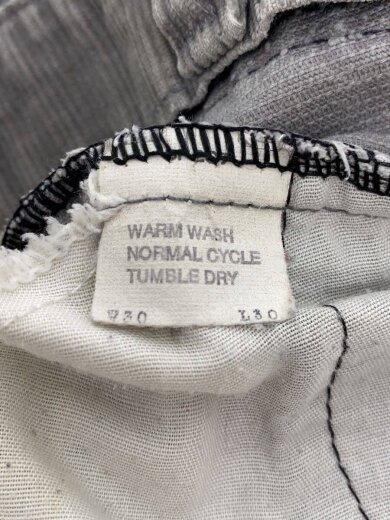 WARM WASH
NORMAL CYCLE
TUMBLE DRY
W30 L30